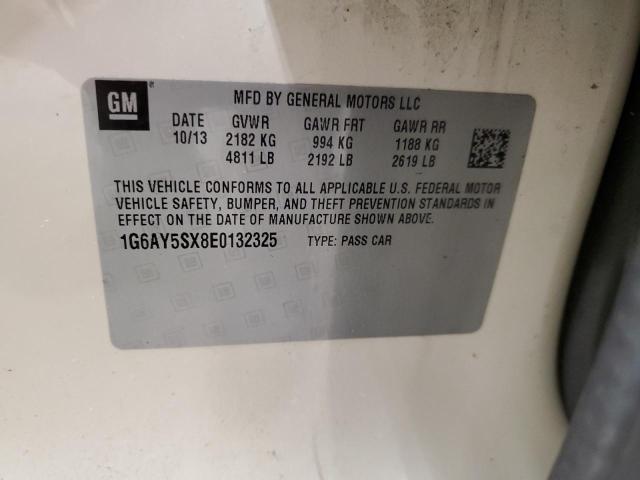 GM
MFD BY GENERAL MOTORS LLC
DATE GVWR GAWR FRT GAWR RR
10/13 2182 KG 994 KG 1188 KG
4811 LB 2192 LB 2619 LB
THIS VEHICLE CONFORMS TO ALL APPLICABLE U.S. FEDERAL MOTOR
VEHICLE SAFETY, BUMPER, AND THEFT PREVENTION STANDARDS IN
EFFECT ON THE DATE OF MANUFACTURE SHOWN ABOVE.
1G6AY5SX8E0132325 TYPE: PASS CAR